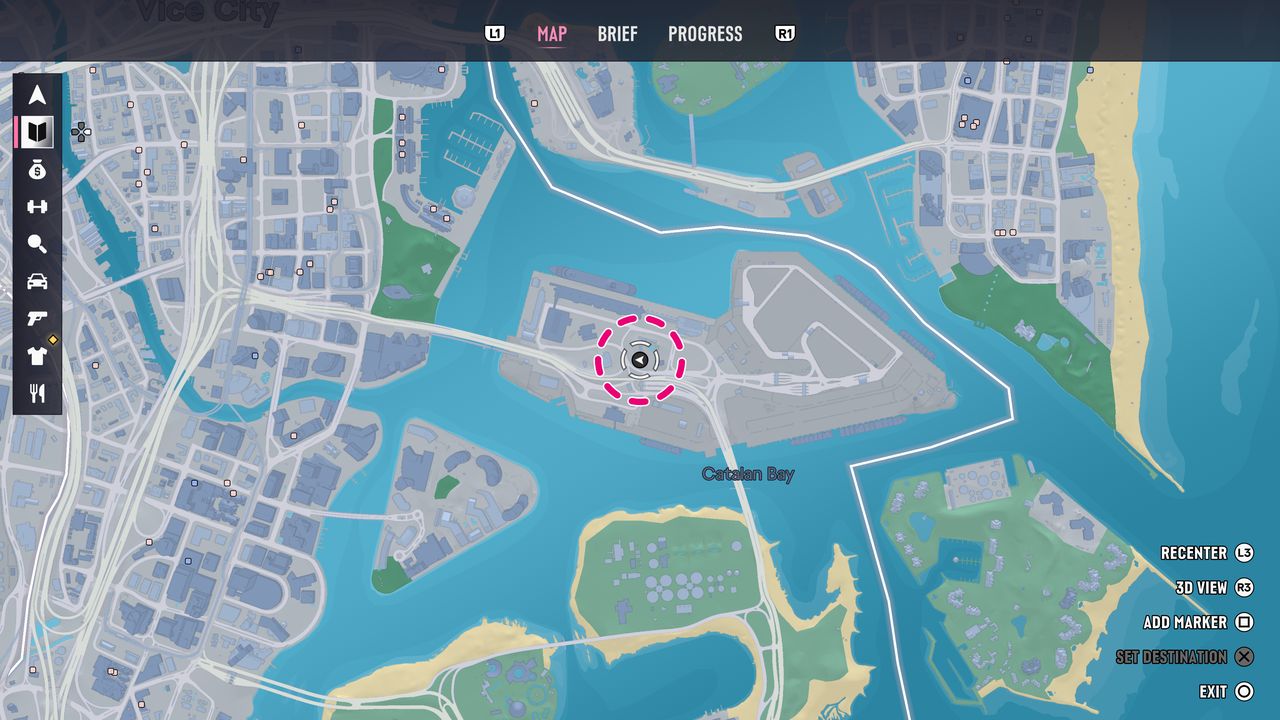 Vice City
L1 MAP BRIEF PROGRESS R1
Catalan Bay
RECENTER L3
3D VIEW R3
ADD MARKER
SET DESTINATION
EXIT